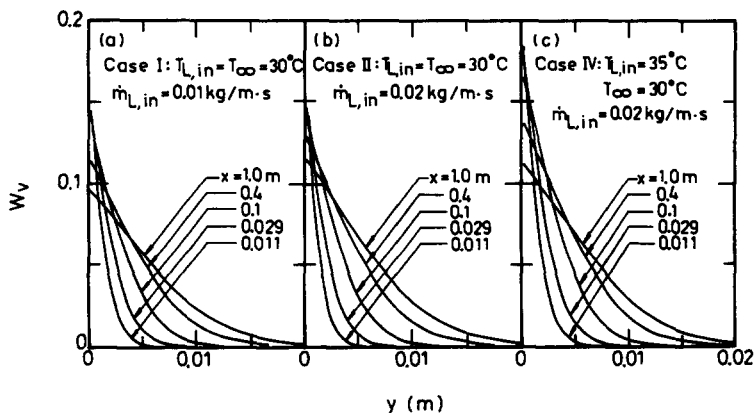 0.2
(a)
Case I: T_L,in = T_∞ = 30°C
ṁ_L,in = 0.01 kg/m·s
(b)
Case II: T_L,in = T_∞ = 30°C
ṁ_L,in = 0.02 kg/m·s
(c)
Case IV: T_L,in = 35°C
T_∞ = 30°C
ṁ_L,in = 0.02 kg/m·s
W_v
0.1
0
x = 1.0 m
0.4
0.1
0.029
0.011
x = 1.0 m
0.4
0.1
0.029
0.011
x = 1.0 m
0.4
0.1
0.029
0.011
0 0.01 0 0.01 0 0.01 0.02
y (m)